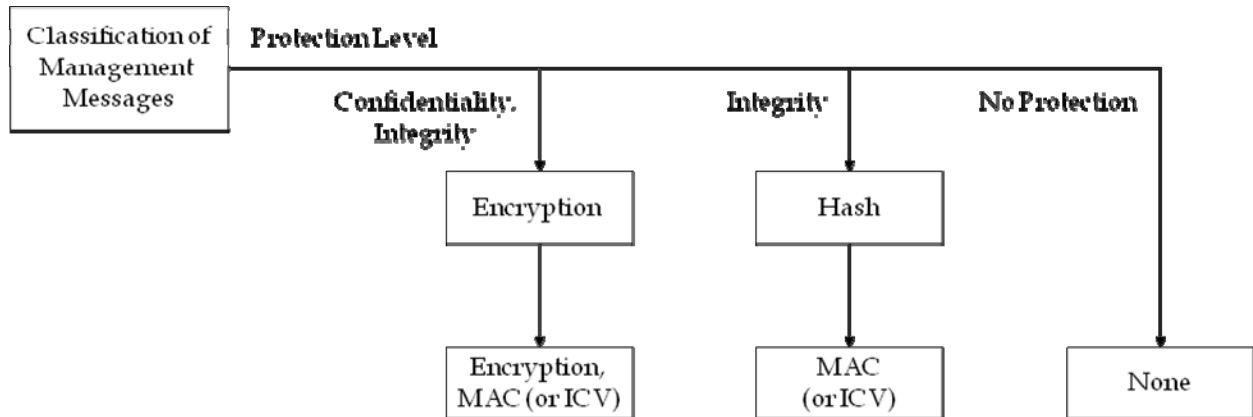 Classification of
Management
Messages
Protection Level
Confidentiality,
Integrity
Integrity
No Protection
Encryption
Hash
Encryption,
MAC (or ICV)
MAC
(or ICV)
None